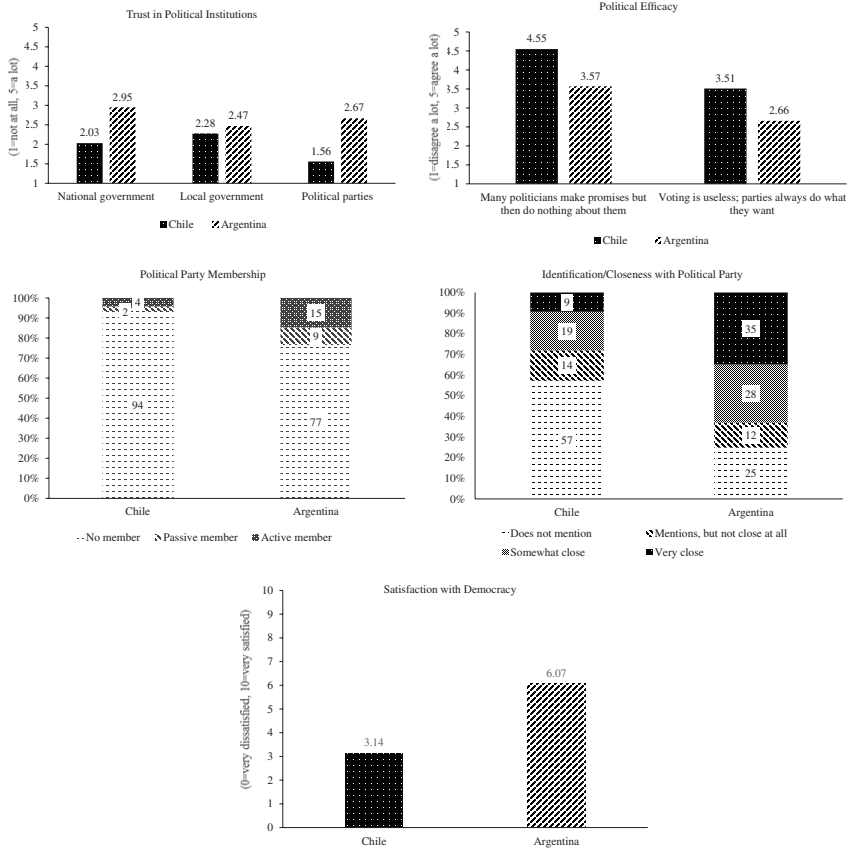 Trust in Political Institutions
(1=not at all, 5=a lot)
5
4.5
4
3.5
3
2.5
2
1.5
1
2.03
2.95
2.28
2.47
1.56
2.67
National government
Local government
Political parties
Chile
Argentina
Political Efficacy
(1=disagree a lot, 5=agree a lot)
5
4.5
4
3.5
3
2.5
2
1.5
1
4.55
3.57
3.51
2.66
Many politicians make promises but
then do nothing about them
Voting is useless; parties always do what
they want
Chile
Argentina
Political Party Membership
100%
90%
80%
70%
60%
50%
40%
30%
20%
10%
0%
4
2
94
15
9
77
Chile
Argentina
No member
Passive member
Active member
Identification/Closeness with Political Party
100%
90%
80%
70%
60%
50%
40%
30%
20%
10%
0%
9
19
14
57
35
28
12
25
Chile
Argentina
Does not mention
Mentions, but not close at all
Somewhat close
Very close
Satisfaction with Democracy
(0=very dissatisfied, 10=very satisfied)
10
9
8
7
6
5
4
3
2
1
0
3.14
6.07
Chile
Argentina